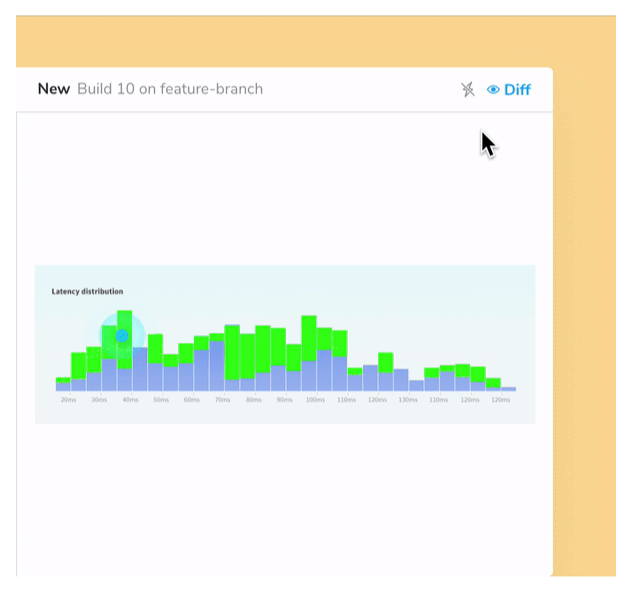 New Build 10 on feature-branch
Diff
Latency distribution
20ms 30ms 40ms 50ms 60ms 70ms 80ms 90ms 100ms 110ms 120ms 130ms 110ms 120ms 120ms